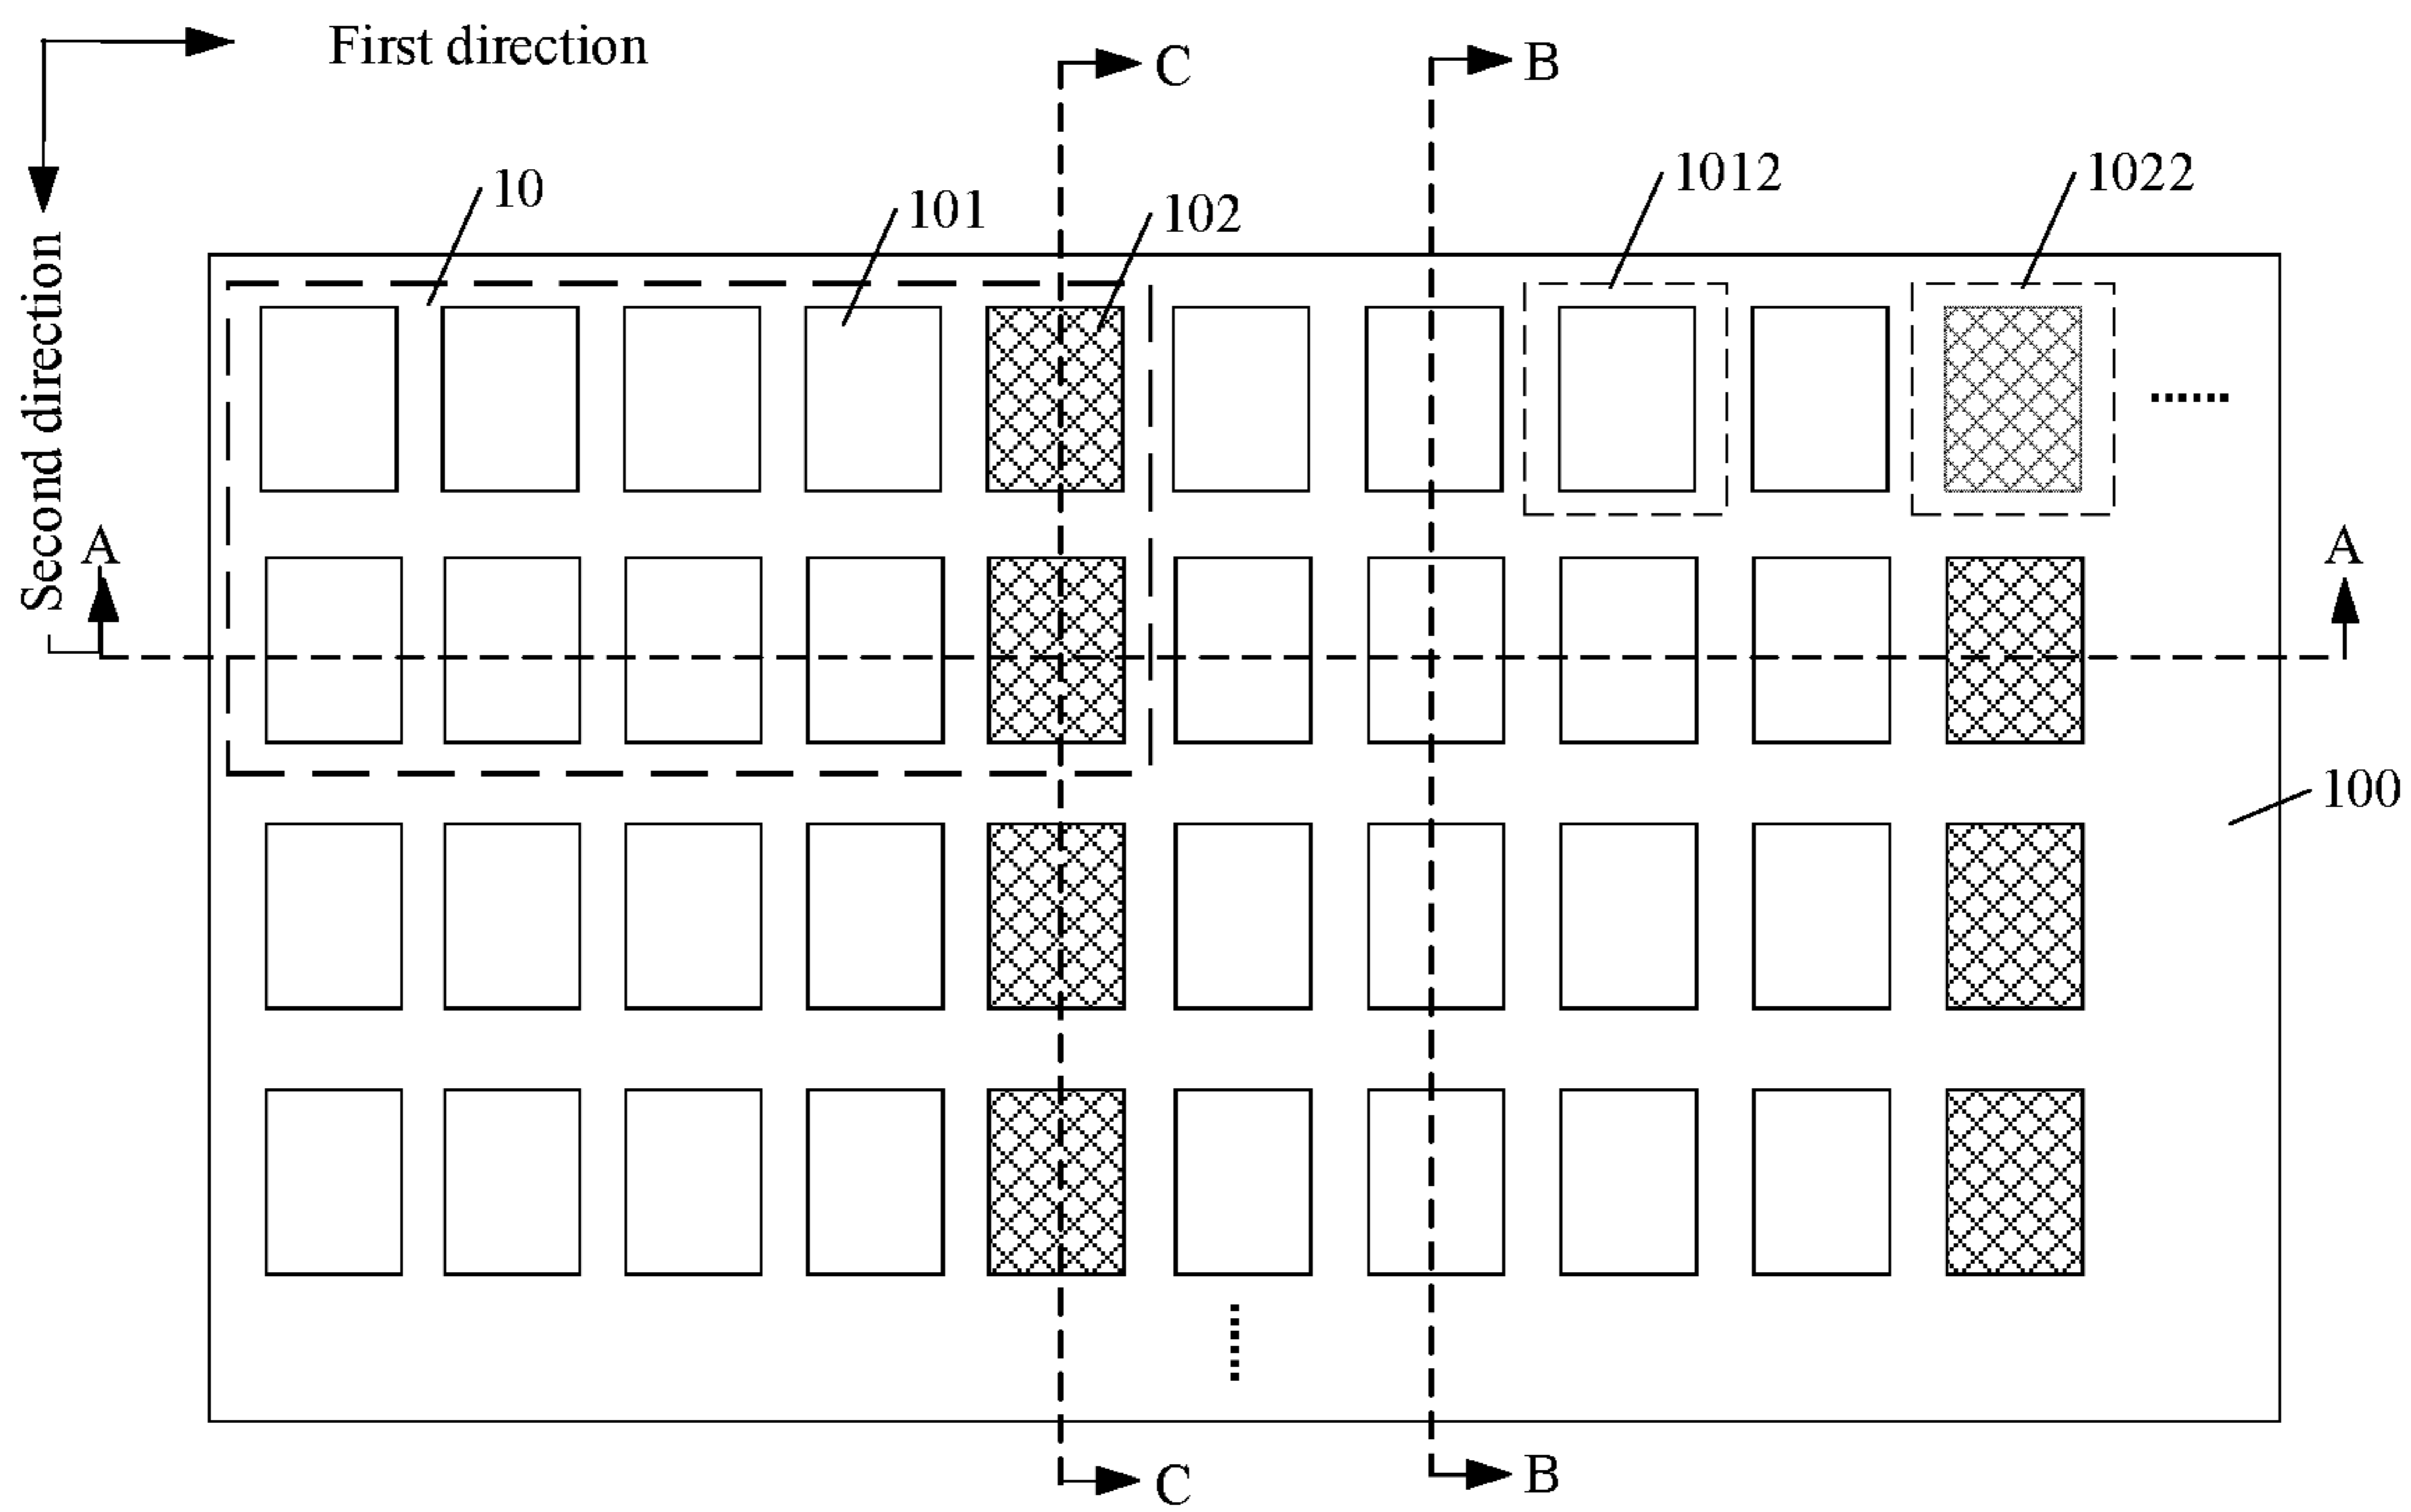 First direction
C
B
1012
1022
10
101
102
Second direction
A
A
100
B
C